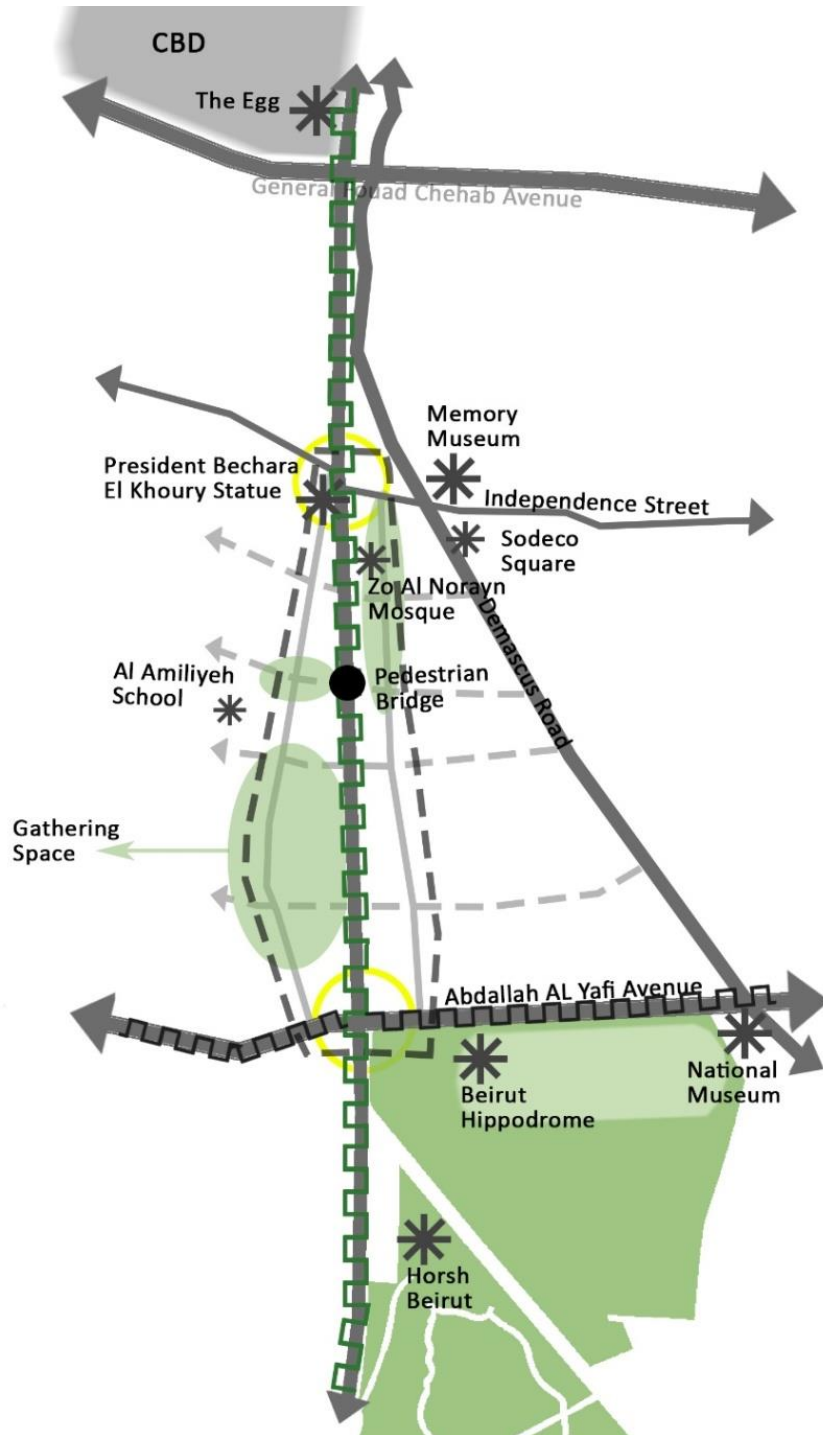 CBD
The Egg
General Fouad Chehab Avenue
Memory
Museum
President Bechara
El Khoury Statue
Independence Street
Sodeco
Square
Zo Al Norayn
Mosque
Demascus Road
Al Amiliyeh
School
Pedestrian
Bridge
Gathering
Space
Abdallah AL Yafi Avenue
National
Museum
Beirut
Hippodrome
Horsh
Beirut